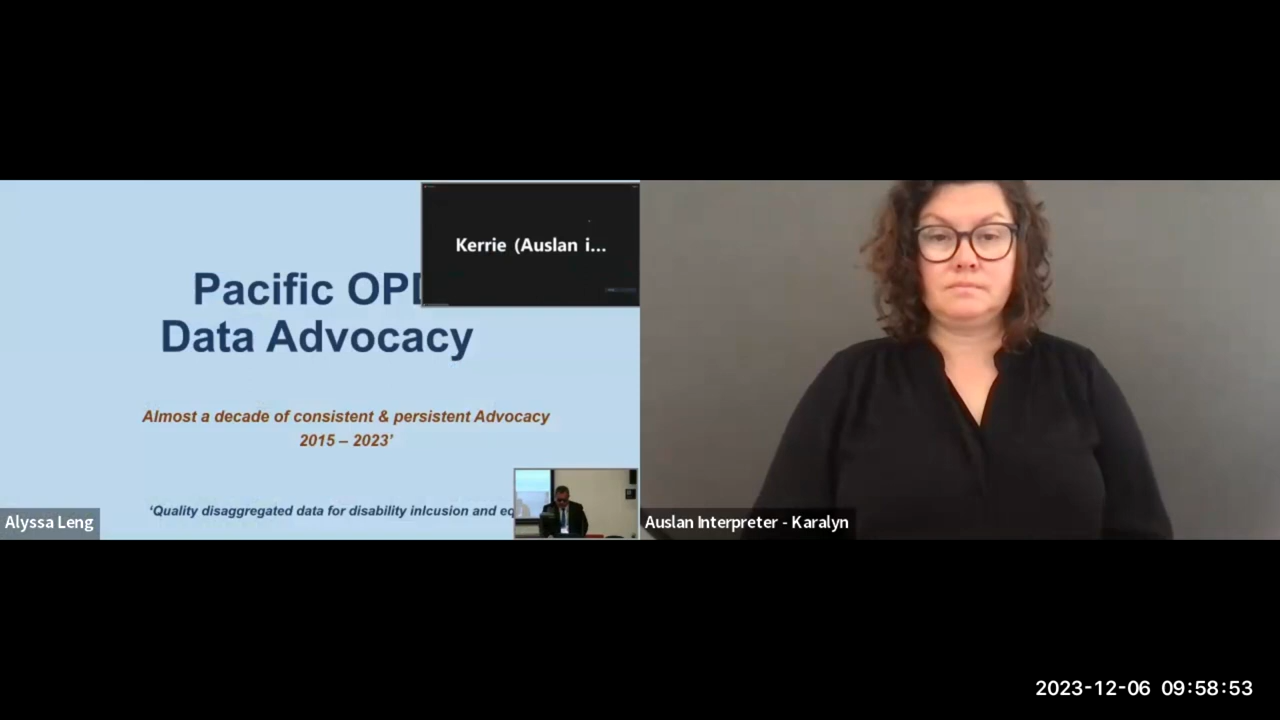 Kerrie (Auslan i...
Pacific OP
Data Advocacy
Almost a decade of consistent & persistent Advocacy
2015 – 2023’
‘Quality disaggregated data for disability inlcusion and eq
Alyssa Leng
Auslan Interpreter - Karalyn
2023-12-06 09:58:53